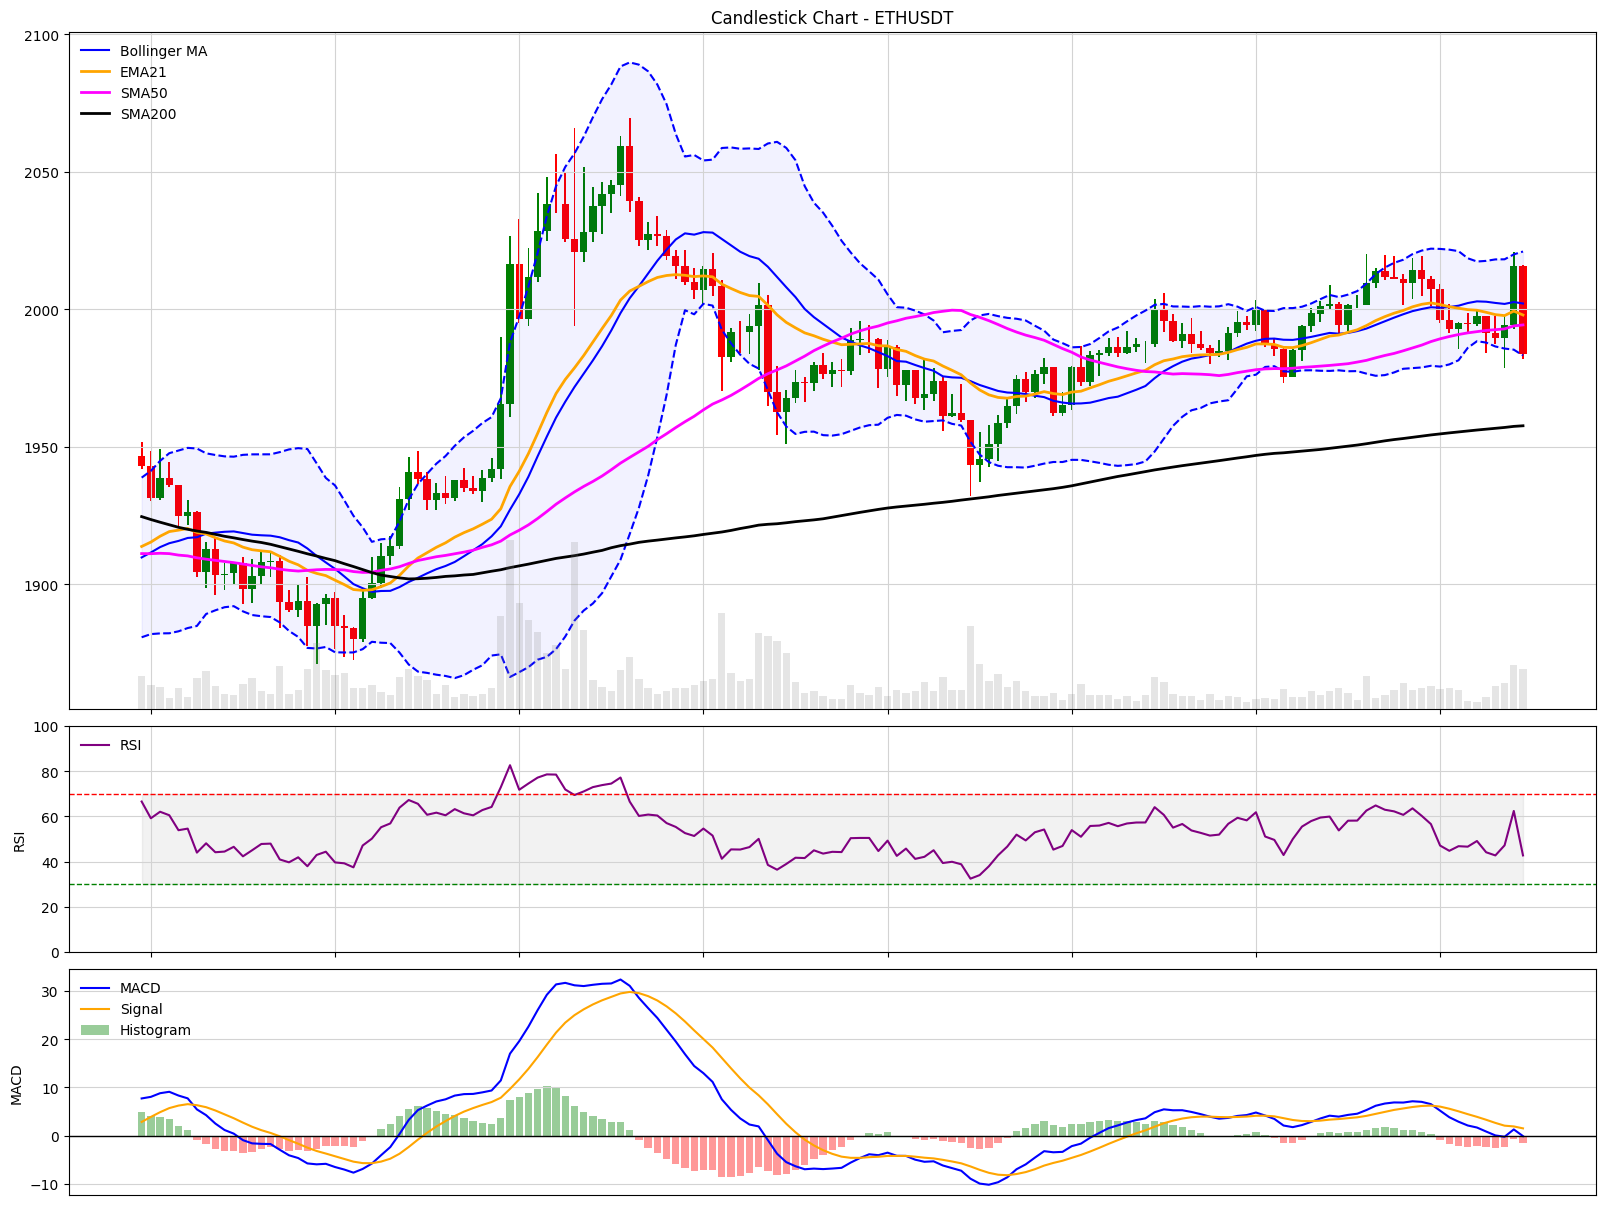 Candlestick Chart - ETHUSDT
2100
2050
2000
1950
1900
Bollinger MA
EMA21
SMA50
SMA200
100
80
60
40
20
0
RSI
RSI
30
20
10
0
−10
MACD
MACD
Signal
Histogram